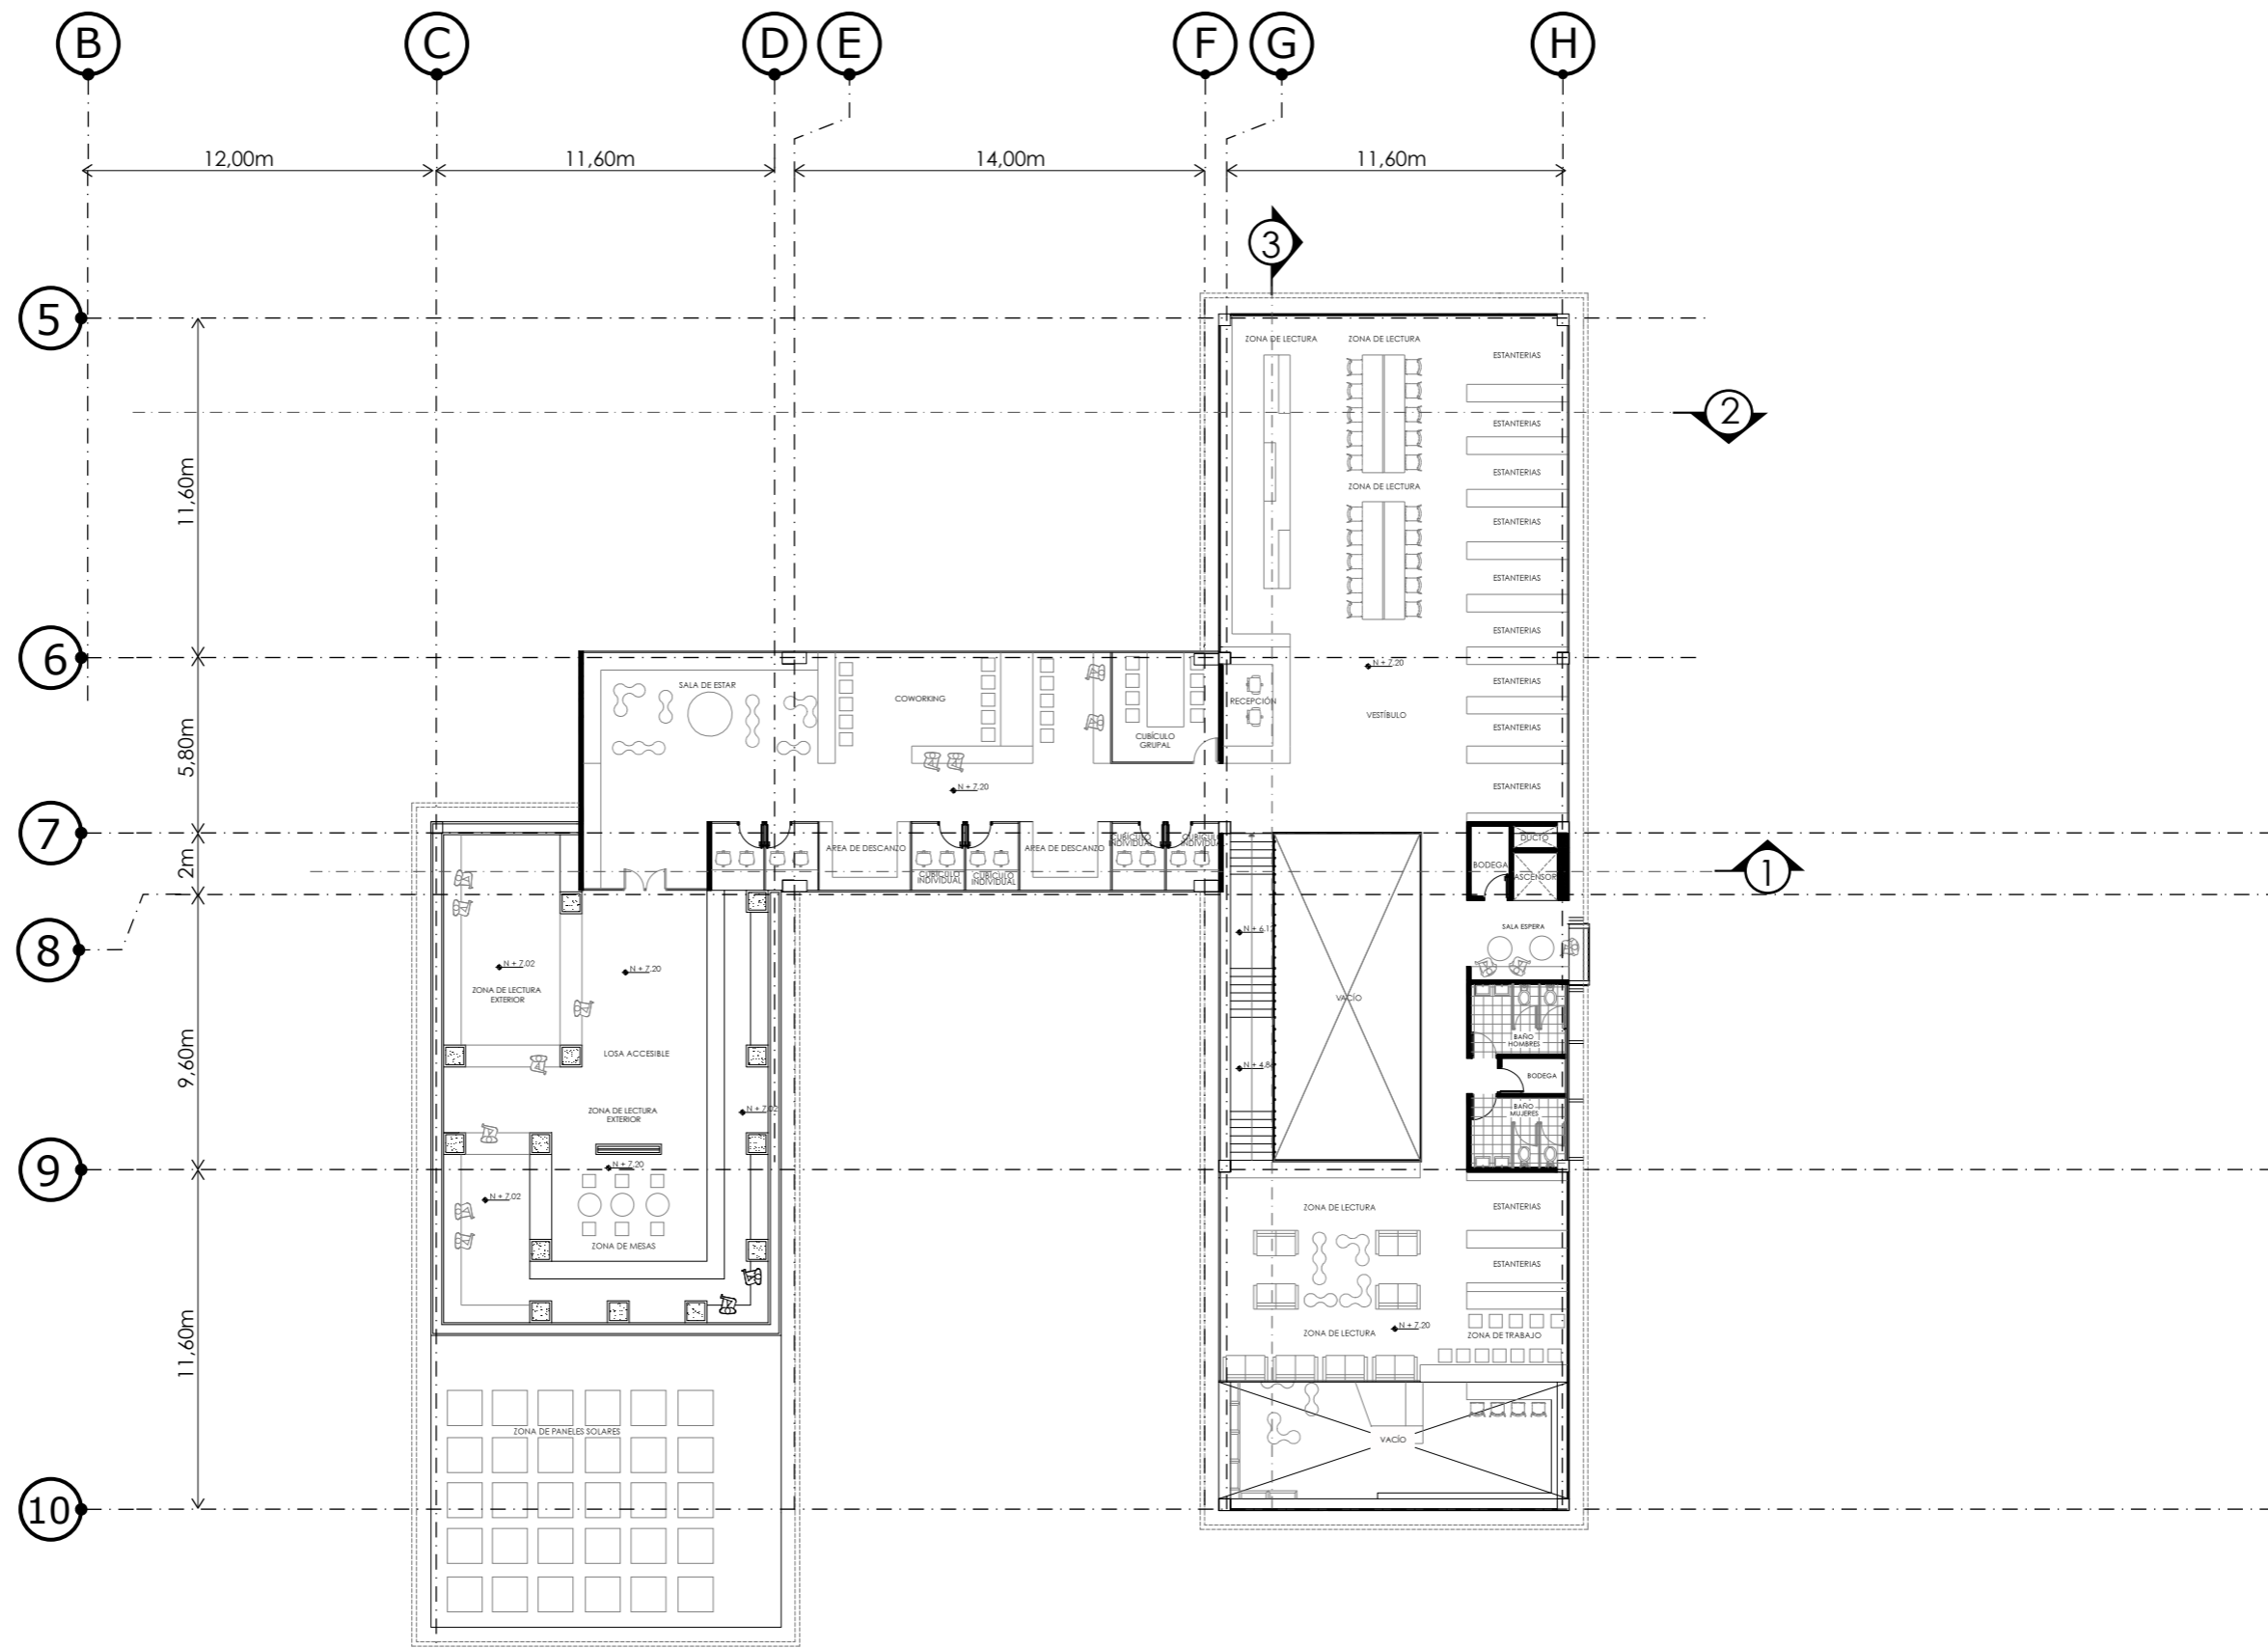 B
C
D
E
F
G
H
12,00m
11,60m
14,00m
11,60m
3
5
ZONA DE LECTURA
ZONA DE LECTURA
ESTANTERIAS
2
ESTANTERIAS
11,60m
ESTANTERIAS
ZONA DE LECTURA
ESTANTERIAS
ESTANTERIAS
ESTANTERIAS
6
N + 7.20
SALA DE ESTAR
COWORKING
RECEPCIÓN
VESTÍBULO
ESTANTERIAS
CUBÍCULO
GRUPAL
ESTANTERIAS
5,80m
N + 7.20
ESTANTERIAS
7
2m
AREA DE DESCANZO
AREA DE DESCANZO
CUBÍCULO
INDIVIDUAL
CUBÍCULO
INDIVIDUAL
CUBÍCULO
INDIVIDUAL
CUBÍCULO
INDIVIDUAL
DUCTO
BODEGA
ASCENSOR
1
8
N + 7.02
N + 7.20
ZONA DE LECTURA
EXTERIOR
SALA ESPERA
VACÍO
9,60m
LOSA ACCESIBLE
BAÑO
HOMBRES
BODEGA
ZONA DE LECTURA
EXTERIOR
N + 7.02
BAÑO
MUJERES
9
N + 7.20
N + 7.02
ZONA DE MESAS
ZONA DE LECTURA
ESTANTERIAS
ESTANTERIAS
11,60m
ZONA DE LECTURA
N + 7.20
ZONA DE TRABAJO
ZONA DE PANELES SOLARES
VACÍO
10